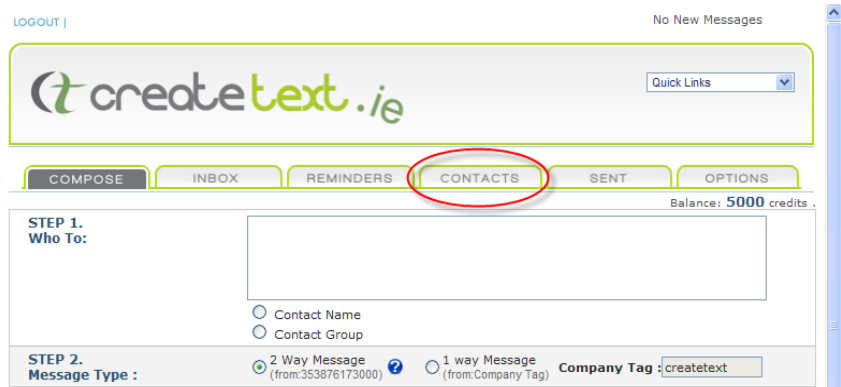 LOGOUT |
No New Messages
createtext.ie
Quick Links
COMPOSE INBOX REMINDERS CONTACTS SENT OPTIONS
Balance: 5000 credits .
STEP 1.
Who To:
Contact Name
Contact Group
STEP 2.
Message Type :
2 Way Message
(from:353876173000)
?
1 way Message
(from:Company Tag)
Company Tag : createtext